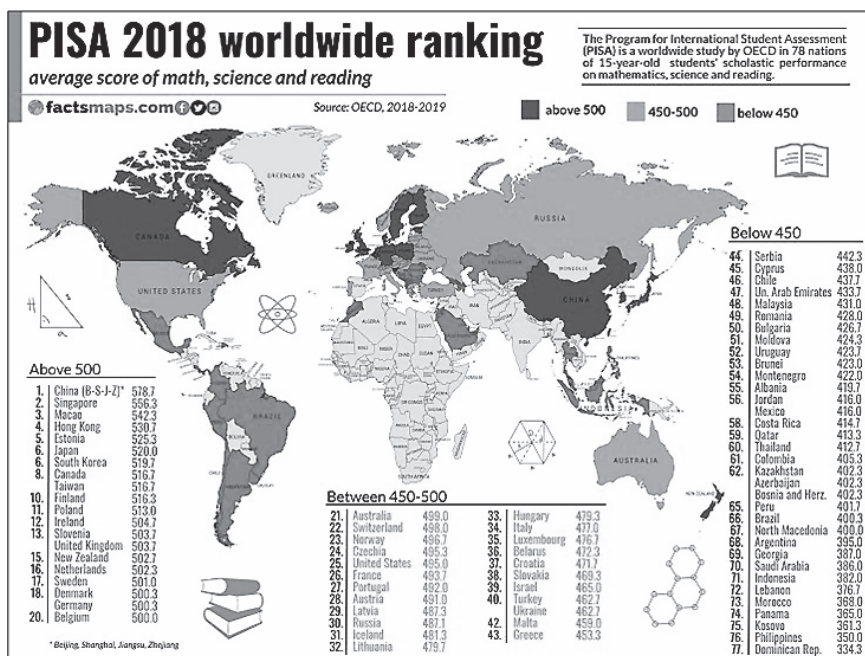 PISA 2018 worldwide ranking
average score of math, science and reading
factsmaps.com
Source: OECD, 2018-2019
The Program for International Student Assessment
(PISA) is a worldwide study by OECD in 78 nations
of 15-year-old students' scholastic performance
on mathematics, science and reading.
above 500
450-500
below 450
GREENLAND
CANADA
RUSSIA
UNITED STATES
MONGOLIA
CHINA
TURKEY
IRAN
ALGERIA
LIBYA
EGYPT
INDIA
PHILIPPINES
BRAZIL
BOLIVIA
INDONESIA
AUSTRALIA
SOUTH AFRICA
NEW ZEALAND
Above 500
1. China (B-S-J-Z)* 578.7
2. Singapore 556.3
3. Macao 542.3
4. Hong Kong 530.7
5. Estonia 525.3
6. Japan 520.0
6. South Korea 519.7
8. Canada 516.7
Taiwan 516.7
10. Finland 516.3
11. Poland 513.0
12. Ireland 504.7
13. Slovenia 503.7
United Kingdom 503.7
15. New Zealand 502.7
16. Netherlands 502.3
17. Sweden 501.0
18. Denmark 500.3
Germany 500.3
20. Belgium 500.0
* Beijing, Shanghai, Jiangsu, Zhejiang
Between 450-500
21. Australia 499.0
22. Switzerland 498.0
23. Norway 496.7
24. Czechia 495.3
25. United States 495.0
26. France 493.7
27. Portugal 492.0
28. Austria 491.0
29. Latvia 487.3
30. Russia 487.1
31. Iceland 481.3
32. Lithuania 479.7
33. Hungary 479.3
34. Italy 477.0
35. Luxembourg 476.7
36. Belarus 472.3
37. Croatia 471.7
38. Slovakia 469.3
39. Israel 465.0
40. Turkey 462.7
Ukraine 462.7
42. Malta 459.0
43. Greece 453.3
Below 450
44. Serbia 442.3
45. Cyprus 438.0
46. Chile 437.7
47. Un. Arab Emirates 433.7
48. Malaysia 431.0
49. Romania 428.0
50. Bulgaria 426.7
51. Moldova 424.3
52. Uruguay 423.7
53. Brunei 423.0
54. Montenegro 422.0
55. Albania 419.7
56. Jordan 416.0
Mexico 416.0
58. Costa Rica 414.7
59. Qatar 413.3
60. Thailand 412.7
61. Colombia 405.3
62. Kazakhstan 402.3
Azerbaijan 402.3
Bosnia and Herz. 402.3
65. Peru 401.7
66. Brazil 400.3
67. North Macedonia 400.0
68. Argentina 395.0
69. Georgia 387.0
70. Saudi Arabia 386.0
71. Indonesia 382.0
72. Lebanon 376.7
73. Morocco 368.0
74. Panama 365.0
75. Kosovo 361.3
76. Philippines 350.0
77. Dominican Rep. 334.3